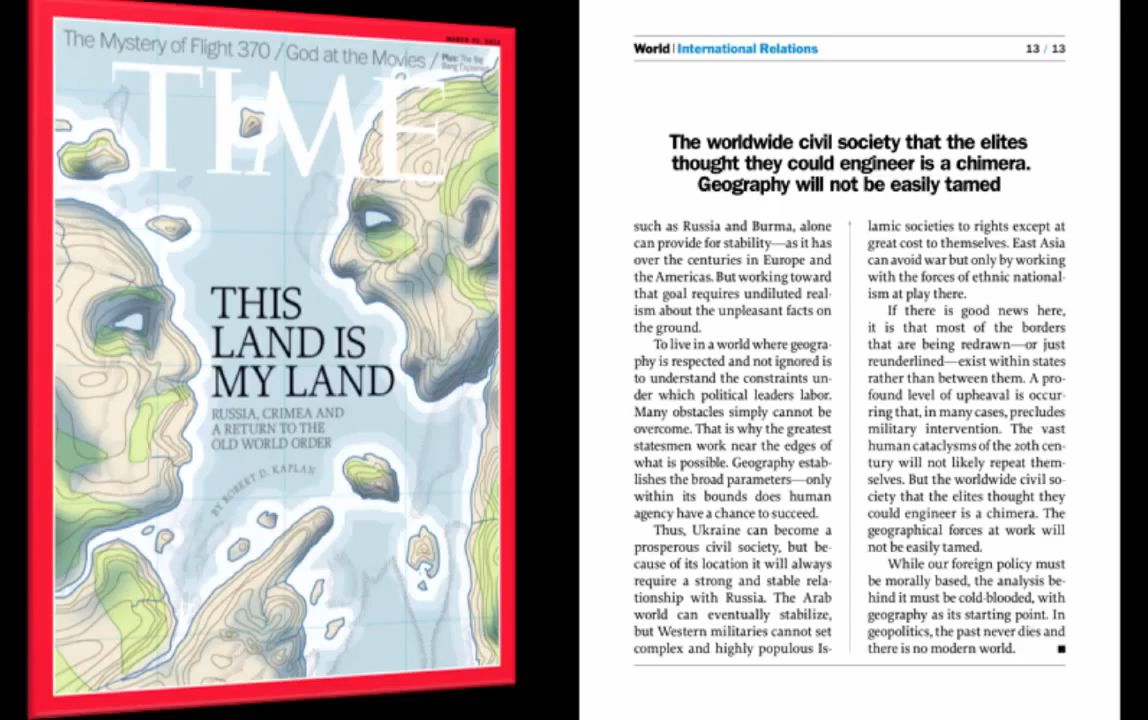 MARCH 31, 2014
The Mystery of Flight 370 / God at the Movies / Plus: The Big
Bang Explained
TIME
THIS
LAND IS
MY LAND
RUSSIA, CRIMEA AND
A RETURN TO THE
OLD WORLD ORDER
BY ROBERT D. KAPLAN
World | International Relations
13 / 13
The worldwide civil society that the elites
thought they could engineer is a chimera.
Geography will not be easily tamed
such as Russia and Burma, alone
can provide for stability—as it has
over the centuries in Europe and
the Americas. But working toward
that goal requires undiluted real-
ism about the unpleasant facts on
the ground.
To live in a world where geogra-
phy is respected and not ignored is
to understand the constraints un-
der which political leaders labor.
Many obstacles simply cannot be
overcome. That is why the greatest
statesmen work near the edges of
what is possible. Geography estab-
lishes the broad parameters—only
within its bounds does human
agency have a chance to succeed.
Thus, Ukraine can become a
prosperous civil society, but be-
cause of its location it will always
require a strong and stable rela-
tionship with Russia. The Arab
world can eventually stabilize,
but Western militaries cannot set
complex and highly populous Is-
lamic societies to rights except at
great cost to themselves. East Asia
can avoid war but only by working
with the forces of ethnic national-
ism at play there.
If there is good news here,
it is that most of the borders
that are being redrawn—or just
reunderlined—exist within states
rather than between them. A pro-
found level of upheaval is occur-
ring that, in many cases, precludes
military intervention. The vast
human cataclysms of the 20th cen-
tury will not likely repeat them-
selves. But the worldwide civil so-
ciety that the elites thought they
could engineer is a chimera. The
geographical forces at work will
not be easily tamed.
While our foreign policy must
be morally based, the analysis be-
hind it must be cold-blooded, with
geography as its starting point. In
geopolitics, the past never dies and
there is no modern world.